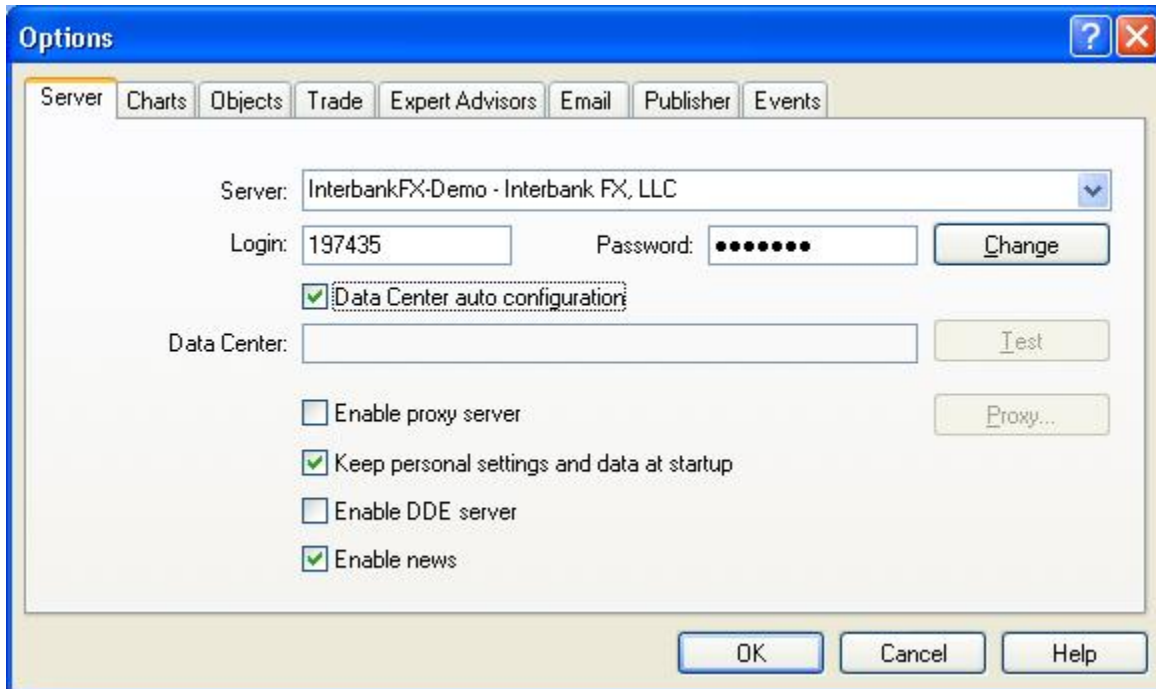 Options
Server Charts Objects Trade Expert Advisors Email Publisher Events
Server: InterbankFX-Demo - Interbank FX, LLC
Login: 197435 Password: ●●●●●●● Change
Data Center auto configuration
Data Center: Test
Enable proxy server Proxy...
Keep personal settings and data at startup
Enable DDE server
Enable news
OK Cancel Help